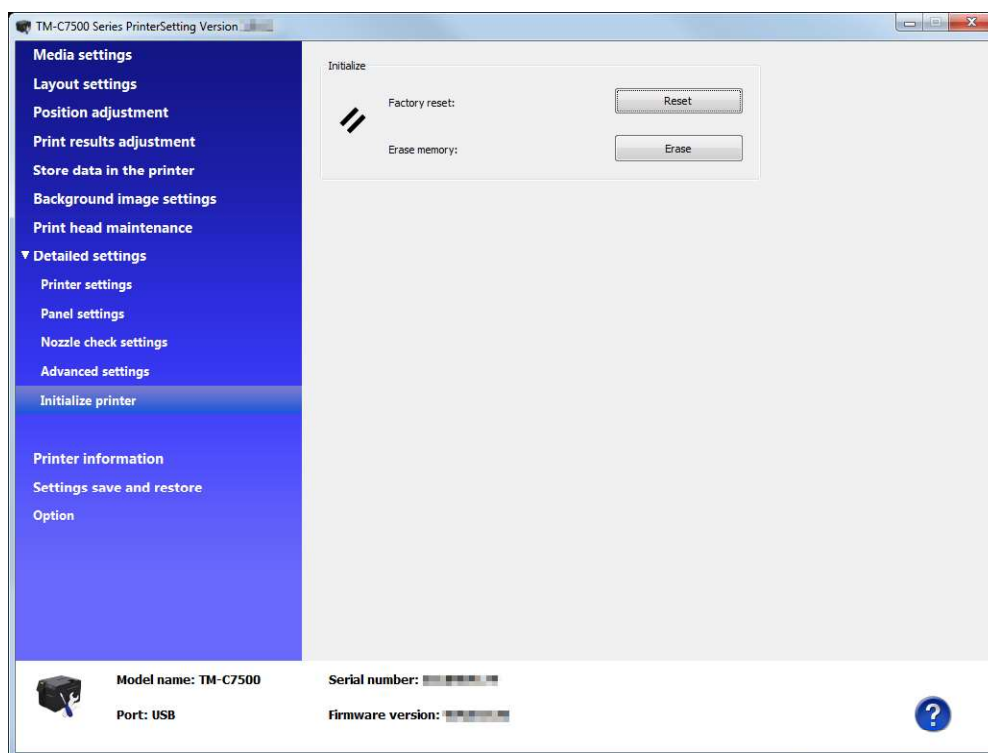 TM-C7500 Series PrinterSetting Version
Media settings
Layout settings
Position adjustment
Print results adjustment
Store data in the printer
Background image settings
Print head maintenance
▼ Detailed settings
Printer settings
Panel settings
Nozzle check settings
Advanced settings
Initialize printer
Printer information
Settings save and restore
Option
Initialize
Factory reset:
Reset
Erase memory:
Erase
Model name: TM-C7500
Serial number:
Port: USB
Firmware version:
?